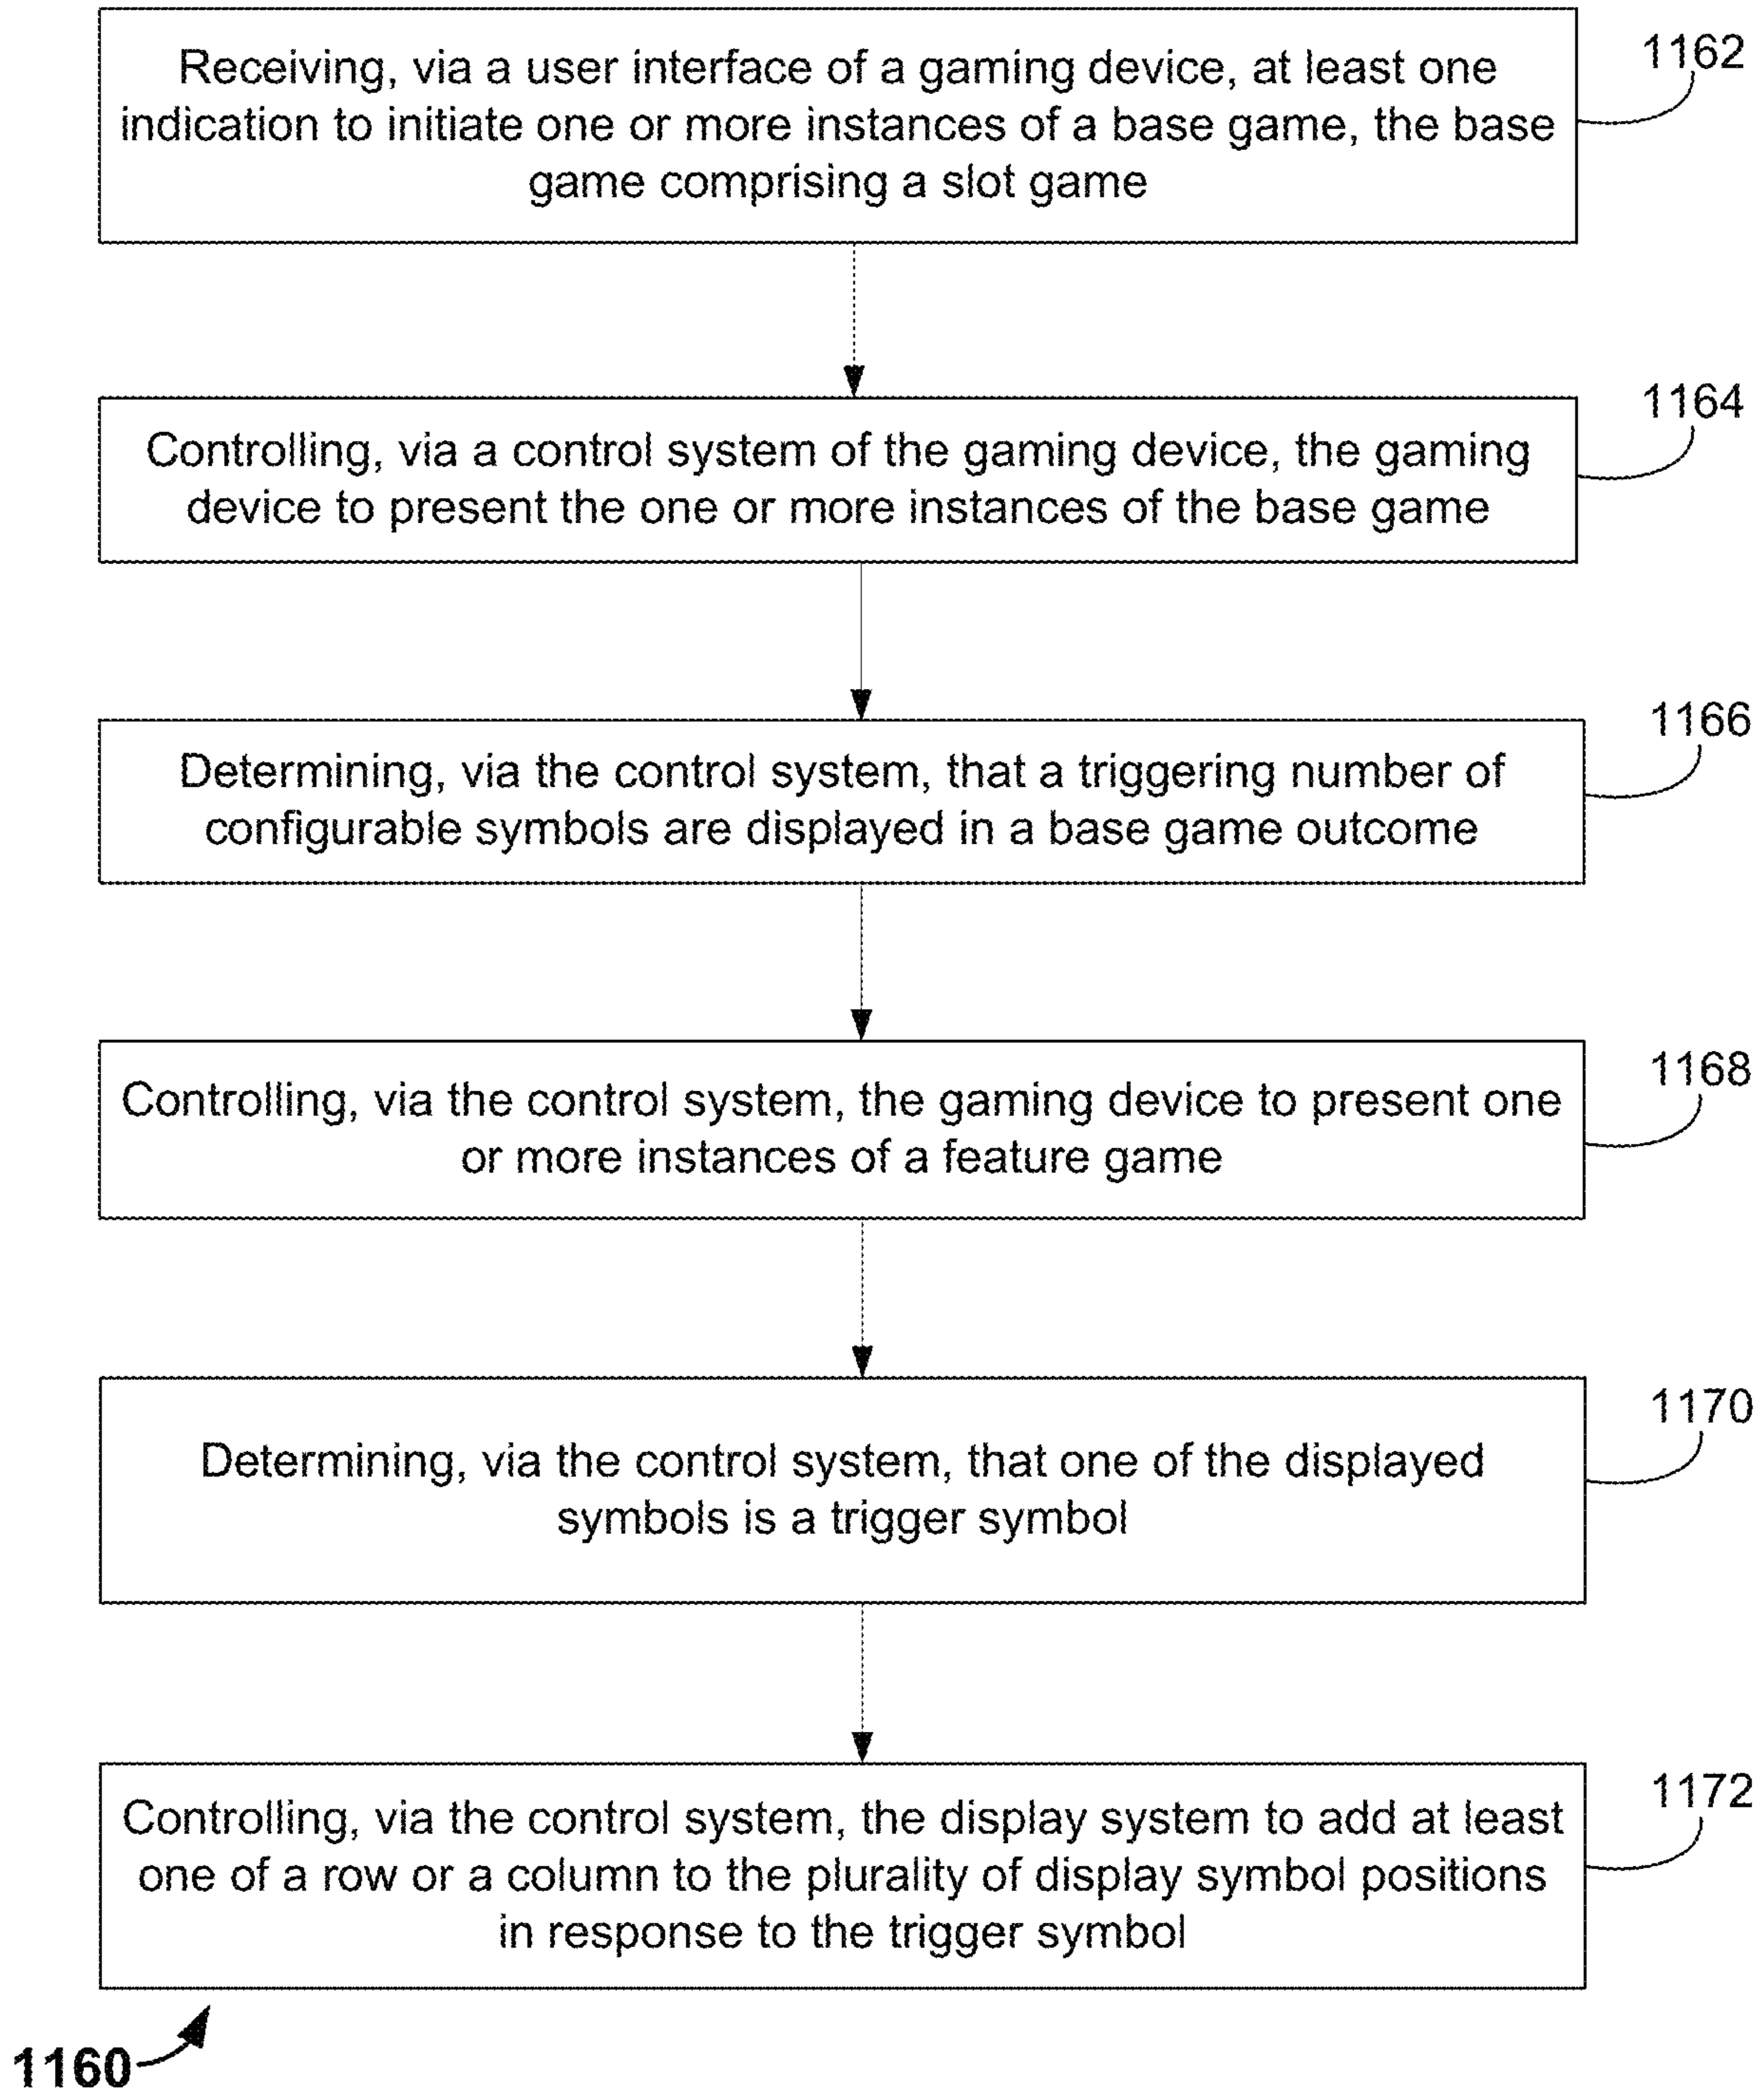 Receiving, via a user interface of a gaming device, at least one
indication to initiate one or more instances of a base game, the base
game comprising a slot game
1162
Controlling, via a control system of the gaming device, the gaming
device to present the one or more instances of the base game
1164
Determining, via the control system, that a triggering number of
configurable symbols are displayed in a base game outcome
1166
Controlling, via the control system, the gaming device to present one
or more instances of a feature game
1168
Determining, via the control system, that one of the displayed
symbols is a trigger symbol
1170
Controlling, via the control system, the display system to add at least
one of a row or a column to the plurality of display symbol positions
in response to the trigger symbol
1172
1160